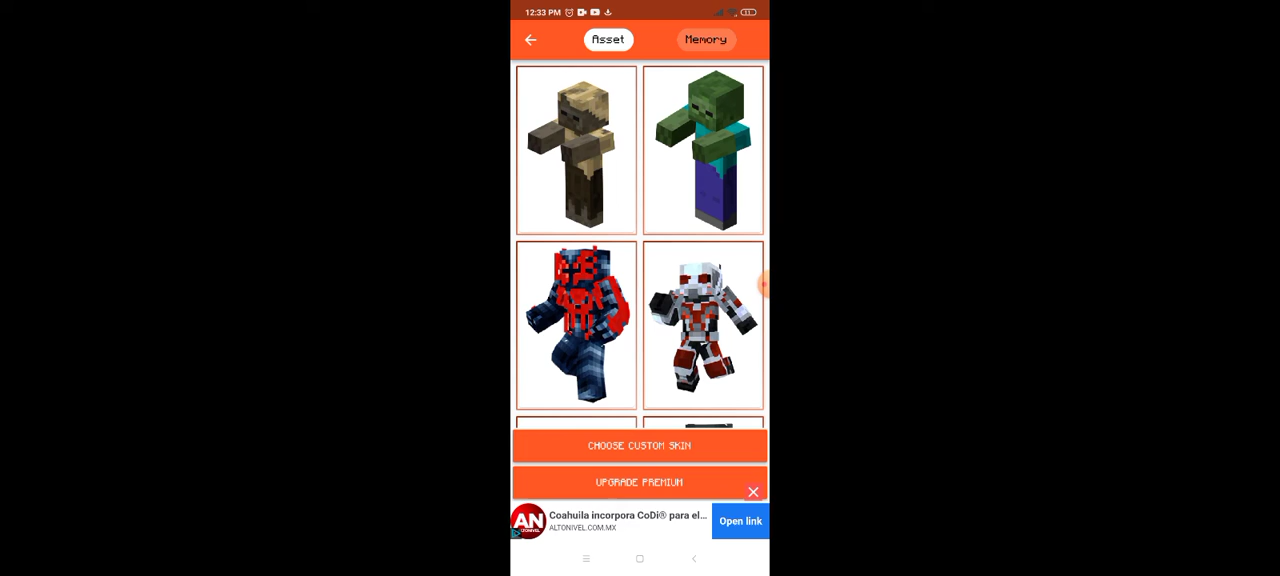 12:33 PM 11
Asset Memory
CHOOSE CUSTOM SKIN
UPGRADE PREMIUM
AN
Coahuila incorpora CoDi® para el...
ALTONIVEL.COM.MX
Open link